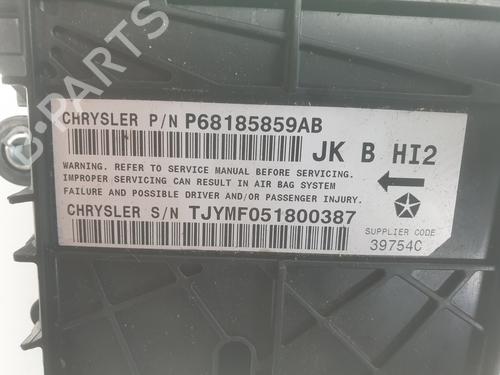 CHRYSLER P/N P68185859AB
JK B HI2
WARNING. REFER TO SERVICE MANUAL BEFORE SERVICING.
IMPROPER SERVICING CAN RESULT IN AIR BAG SYSTEM
FAILURE AND POSSIBLE DRIVER AND/OR PASSENGER INJURY.
CHRYSLER S/N TJYMF051800387
SUPPLIER CODE
39754C
B-PARTS